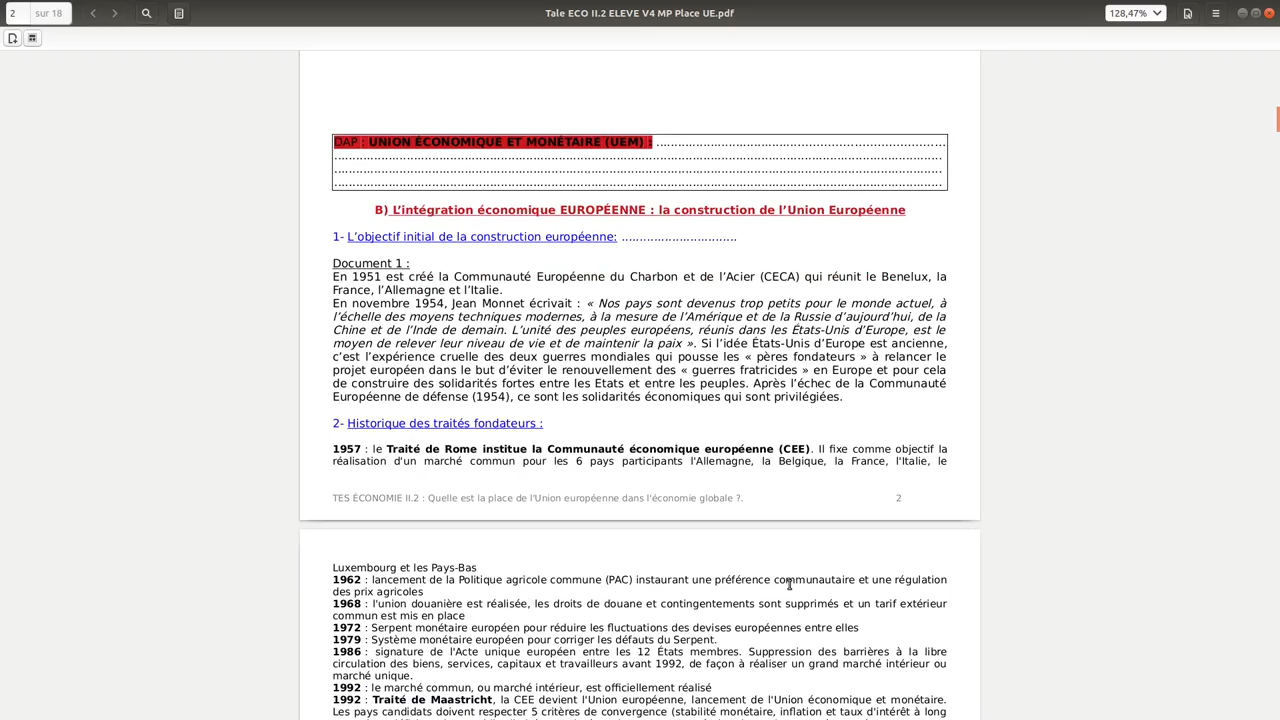 2 sur 18 Tale ECO II.2 ELEVE V4 MP Place UE.pdf 128,47%
DAP : UNION ÉCONOMIQUE ET MONÉTAIRE (UEM) : ................................................................................
..........................................................................................................................................................................
..........................................................................................................................................................................
..........................................................................................................................................................................
B) L’intégration économique EUROPÉENNE : la construction de l’Union Européenne
1- L’objectif initial de la construction européenne: ................................
Document 1 :
En 1951 est créé la Communauté Européenne du Charbon et de l’Acier (CECA) qui réunit le Benelux, la
France, l’Allemagne et l’Italie.
En novembre 1954, Jean Monnet écrivait : « Nos pays sont devenus trop petits pour le monde actuel, à
l’échelle des moyens techniques modernes, à la mesure de l’Amérique et de la Russie d’aujourd’hui, de la
Chine et de l’Inde de demain. L’unité des peuples européens, réunis dans les États-Unis d’Europe, est le
moyen de relever leur niveau de vie et de maintenir la paix ». Si l’idée États-Unis d’Europe est ancienne,
c’est l’expérience cruelle des deux guerres mondiales qui pousse les « pères fondateurs » à relancer le
projet européen dans le but d’éviter le renouvellement des « guerres fratricides » en Europe et pour cela
de construire des solidarités fortes entre les Etats et entre les peuples. Après l’échec de la Communauté
Européenne de défense (1954), ce sont les solidarités économiques qui sont privilégiées.
2- Historique des traités fondateurs :
1957 : le Traité de Rome institue la Communauté économique européenne (CEE). Il fixe comme objectif la
réalisation d'un marché commun pour les 6 pays participants l'Allemagne, la Belgique, la France, l'Italie, le
TES ÉCONOMIE II.2 : Quelle est la place de l'Union européenne dans l'économie globale ?. 2
Luxembourg et les Pays-Bas
1962 : lancement de la Politique agricole commune (PAC) instaurant une préférence communautaire et une régulation
des prix agricoles
1968 : l'union douanière est réalisée, les droits de douane et contingentements sont supprimés et un tarif extérieur
commun est mis en place
1972 : Serpent monétaire européen pour réduire les fluctuations des devises européennes entre elles
1979 : Système monétaire européen pour corriger les défauts du Serpent.
1986 : signature de l'Acte unique européen entre les 12 États membres. Suppression des barrières à la libre
circulation des biens, services, capitaux et travailleurs avant 1992, de façon à réaliser un grand marché intérieur ou
marché unique.
1992 : le marché commun, ou marché intérieur, est officiellement réalisé
1992 : Traité de Maastricht, la CEE devient l'Union européenne, lancement de l'Union économique et monétaire.
Les pays candidats doivent respecter 5 critères de convergence (stabilité monétaire, inflation et taux d'intérêt à long